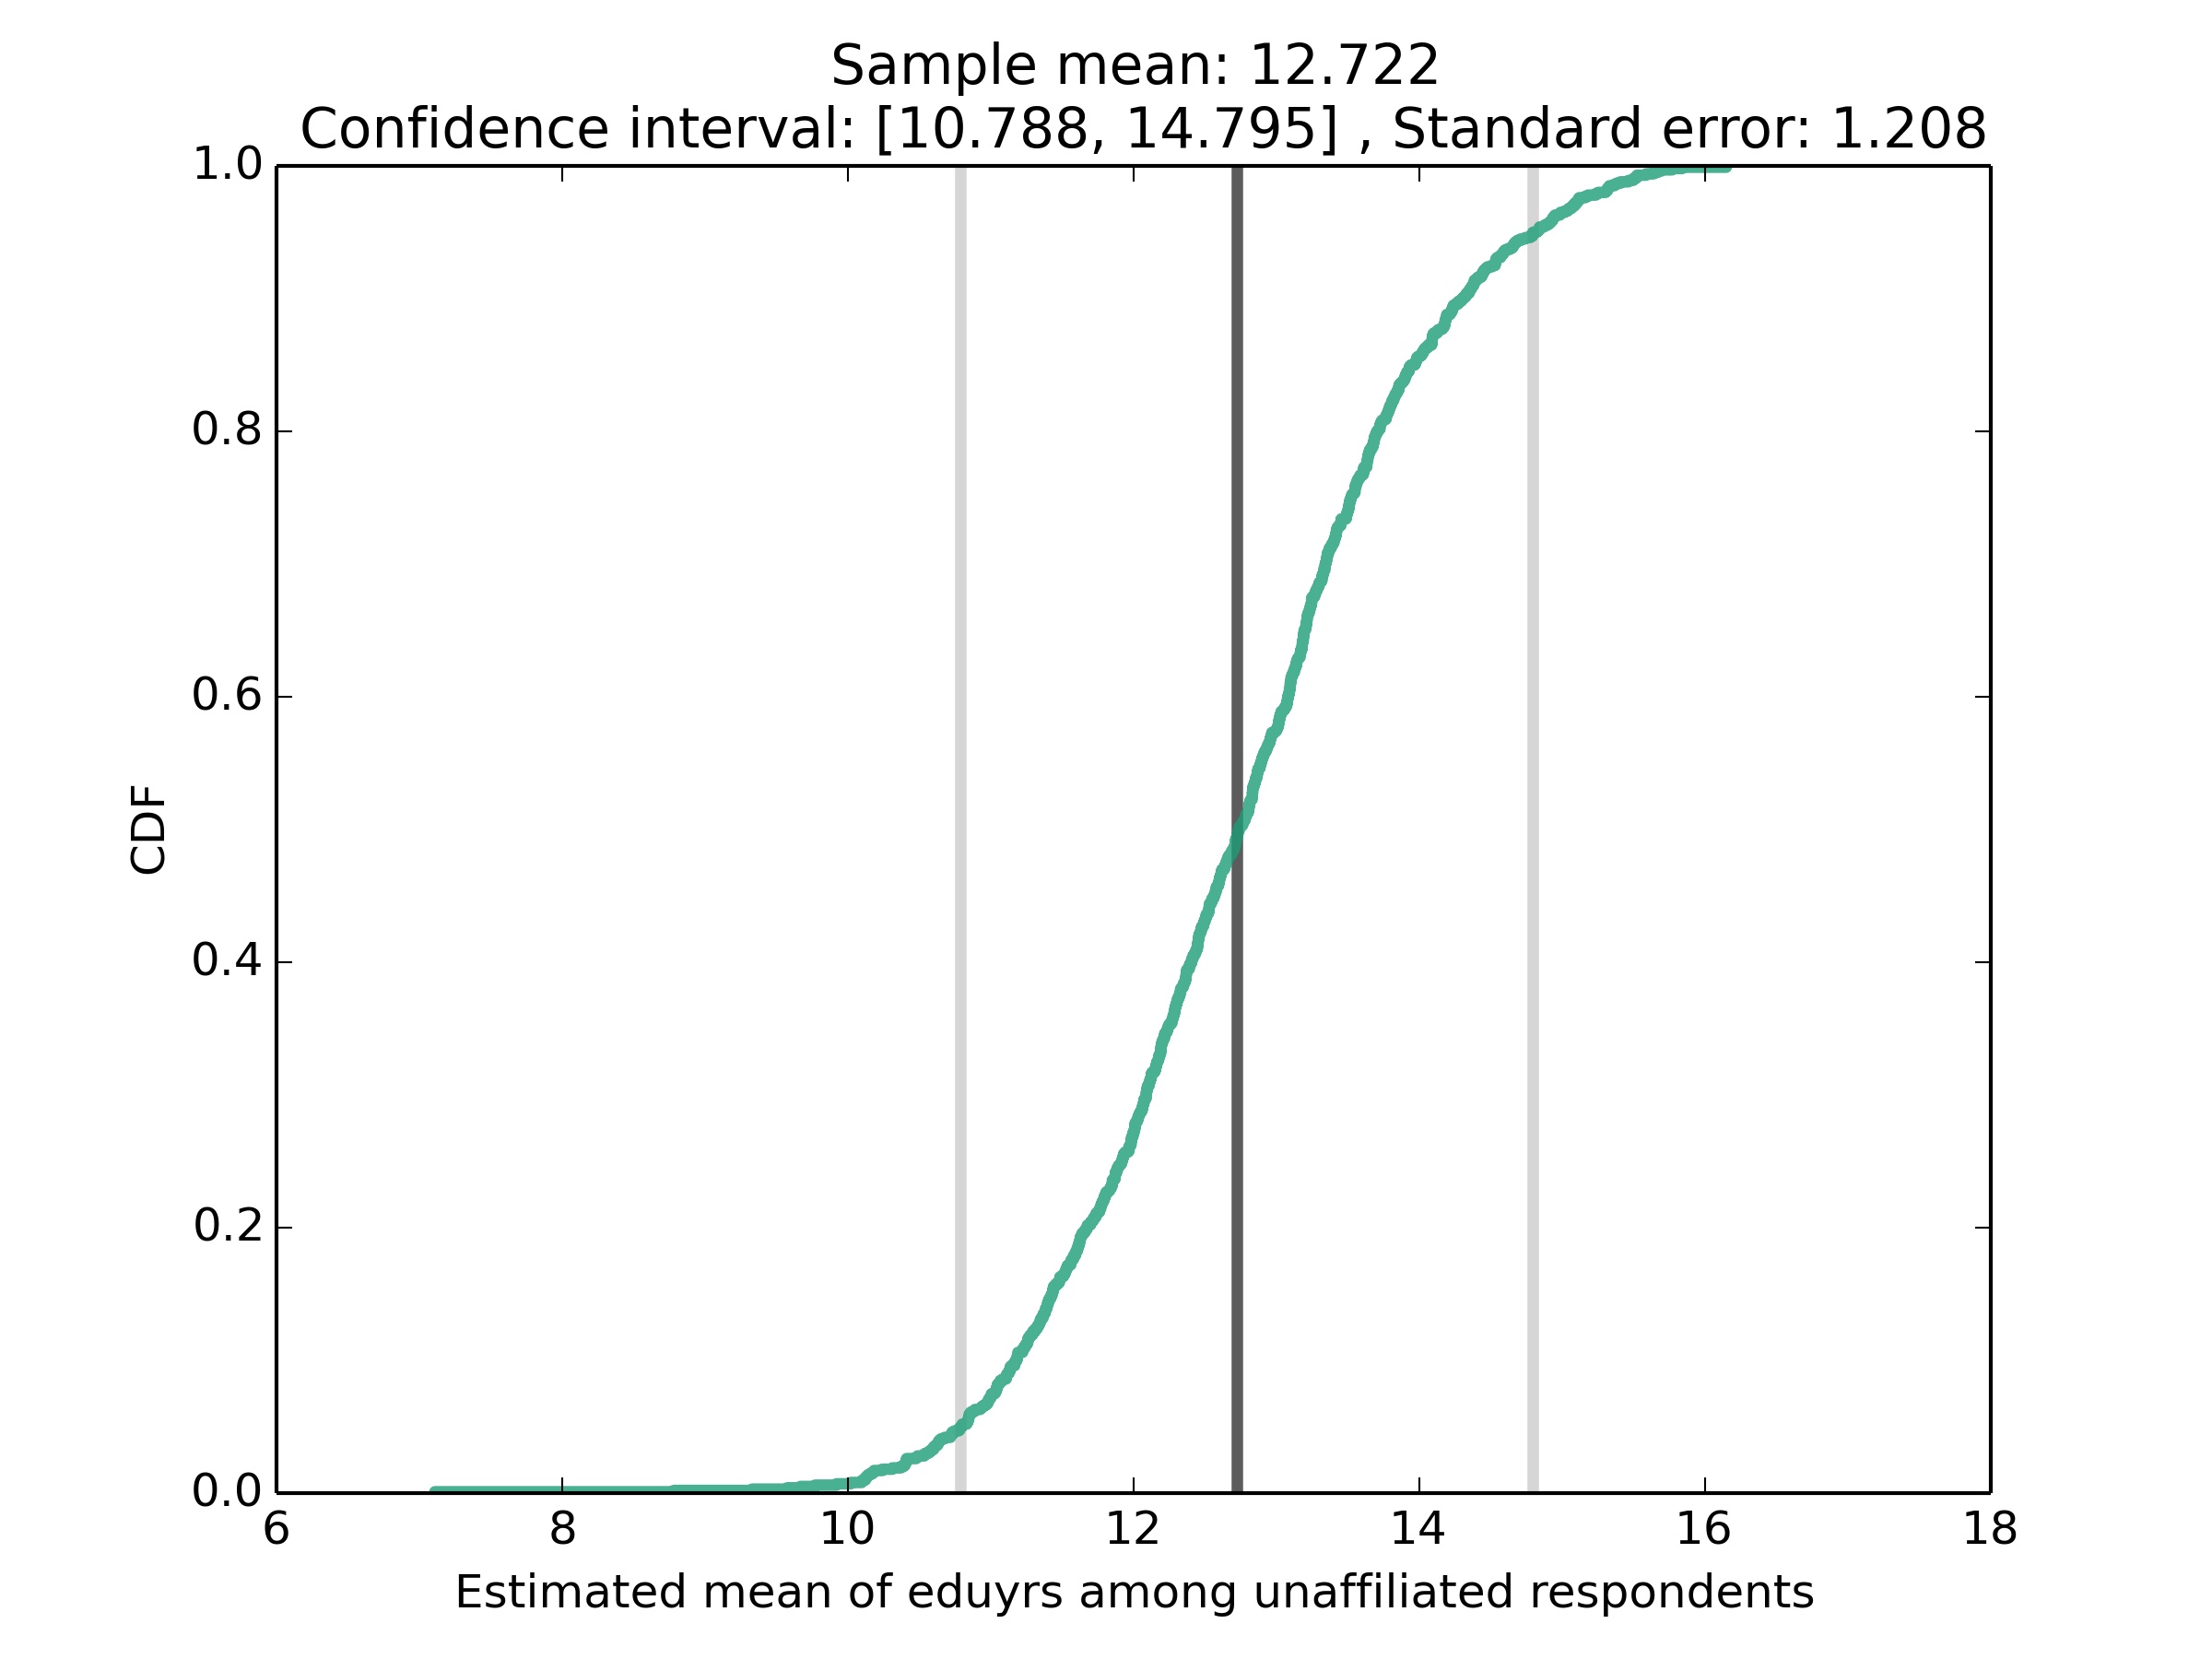 Sample mean: 12.722
Confidence interval: [10.788, 14.795] , Standard error: 1.208
1.0
0.8
0.6
0.4
0.2
0.0
CDF
6 8 10 12 14 16 18
Estimated mean of eduyrs among unaffiliated respondents